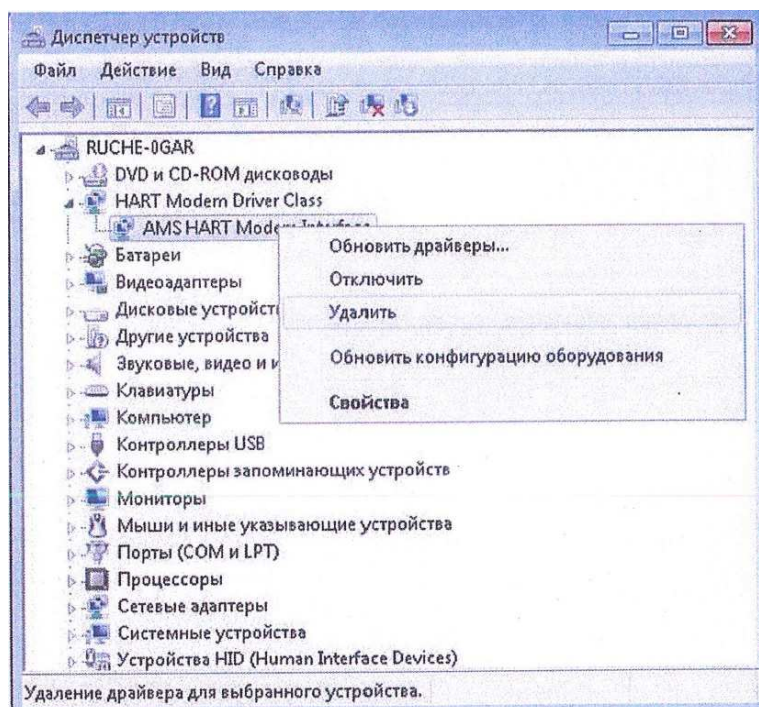 Диспетчер устройств
Файл Действие Вид Справка
RUCHE-0GAR
DVD и CD-ROM дисководы
HART Modem Driver Class
AMS HART Modem Interface
Батареи
Видеоадаптеры
Дисковые устройст
Другие устройства
Звуковые, видео и и
Клавиатуры
Компьютер
Контроллеры USB
Контроллеры запоминающих устройств
Мониторы
Мыши и иные указывающие устройства
Порты (COM и LPT)
Процессоры
Сетевые адаптеры
Системные устройства
Устройства HID (Human Interface Devices)
Обновить драйверы...
Отключить
Удалить
Обновить конфигурацию оборудования
Свойства
Удаление драйвера для выбранного устройства.